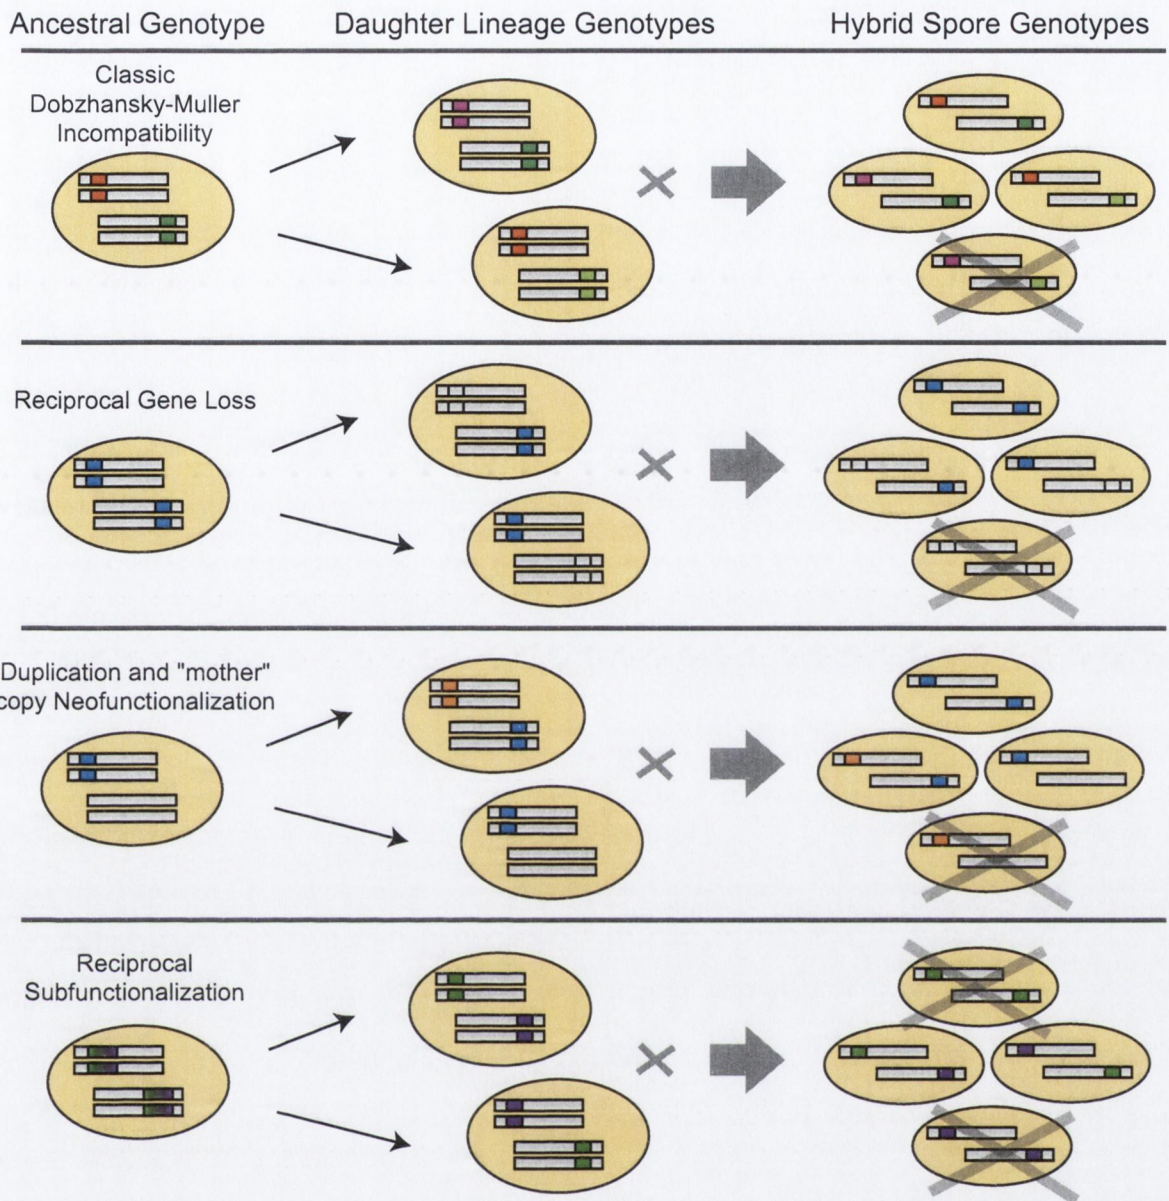 Ancestral Genotype
Daughter Lineage Genotypes
Hybrid Spore Genotypes
Classic
Dobzhansky-Muller
Incompatibility
Reciprocal Gene Loss
Duplication and "mother"
copy Neofunctionalization
Reciprocal
Subfunctionalization